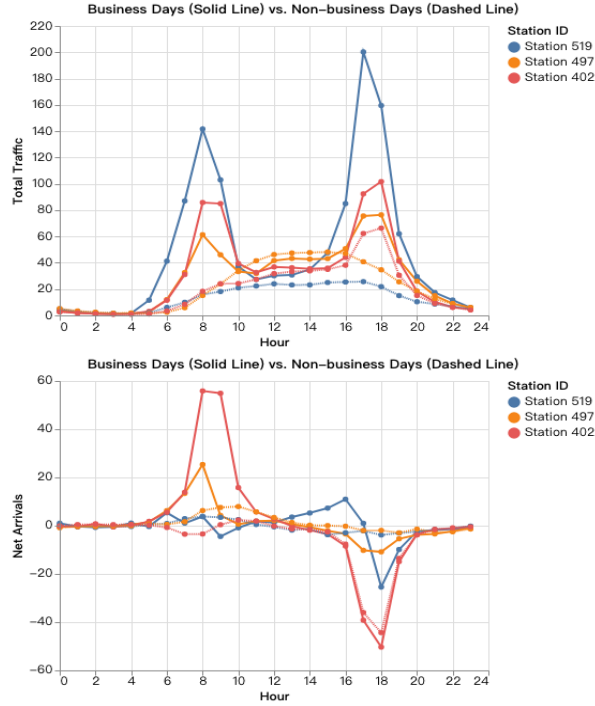 Business Days (Solid Line) vs. Non-business Days (Dashed Line)
Station ID
Station 519
Station 497
Station 402
Total Traffic
220
200
180
160
140
120
100
80
60
40
20
0
0 2 4 6 8 10 12 14 16 18 20 22 24
Hour
Business Days (Solid Line) vs. Non-business Days (Dashed Line)
Station ID
Station 519
Station 497
Station 402
Net Arrivals
60
40
20
0
−20
−40
−60
0 2 4 6 8 10 12 14 16 18 20 22 24
Hour